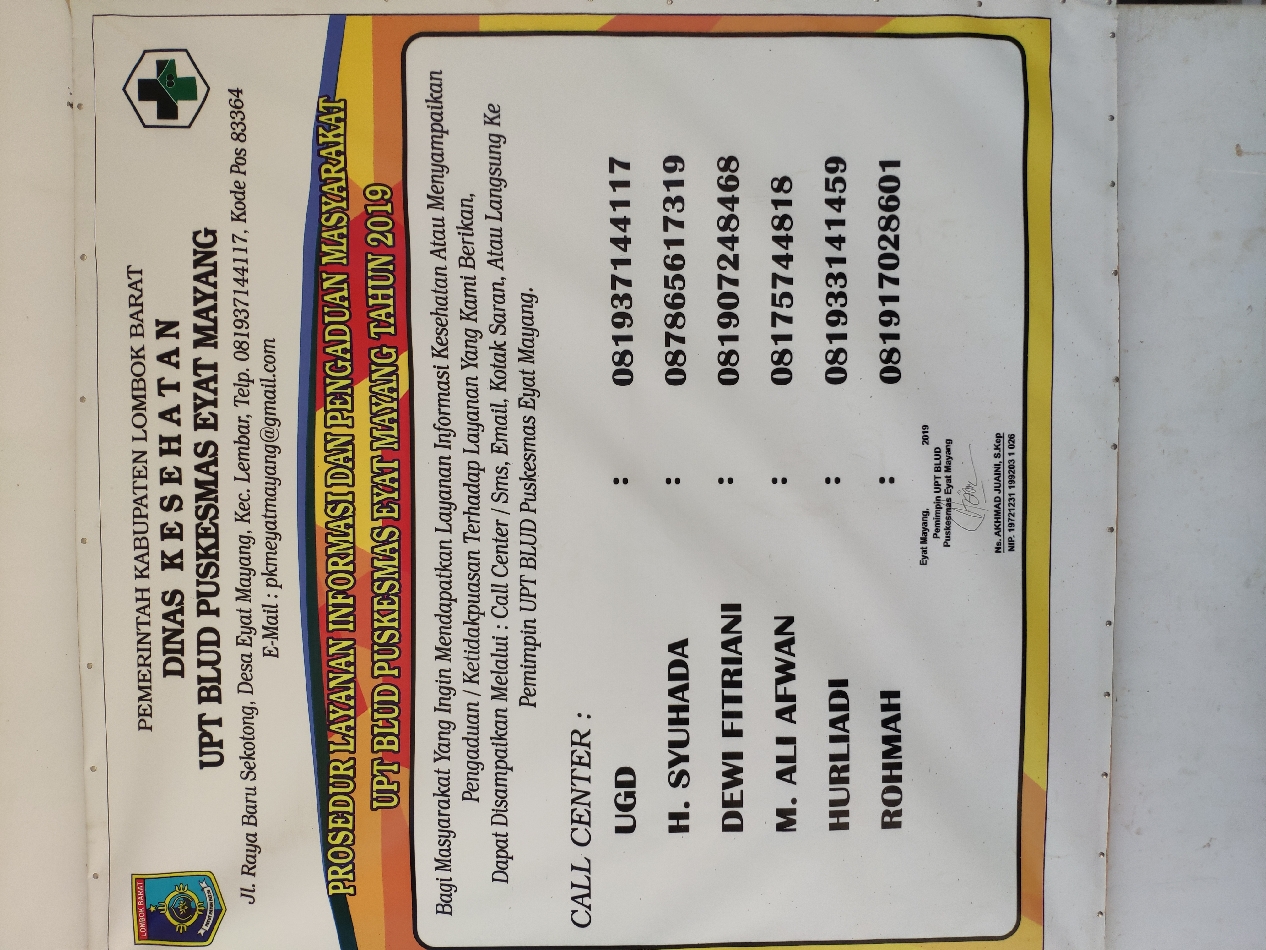 LOMBOK BARAT
PEMERINTAH KABUPATEN LOMBOK BARAT
DINAS KESEHATAN
UPT BLUD PUSKESMAS EYAT MAYANG
Jl. Raya Baru Sekotong, Desa Eyat Mayang, Kec. Lembar, Telp. 081937144117, Kode Pos 83364
E-Mail : pkmeyatmayang@gmail.com
PROSEDUR LAYANAN INFORMASI DAN PENGADUAN MASYARAKAT
UPT BLUD PUSKESMAS EYAT MAYANG TAHUN 2019
Bagi Masyarakat Yang Ingin Mendapatkan Layanan Informasi Kesehatan Atau Menyampaikan
Pengaduan / Ketidakpuasan Terhadap Layanan Yang Kami Berikan,
Dapat Disampaikan Melalui : Call Center / Sms, Email, Kotak Saran, Atau Langsung Ke
Pemimpin UPT BLUD Puskesmas Eyat Mayang.
CALL CENTER :
UGD : 081937144117
H. SYUHADA : 087865617319
DEWI FITRIANI : 081907248468
M. ALI AFWAN : 08175744818
HURLIADI : 081933141459
ROHMAH : 081917028601
Eyat Mayang, 2019
Pemimpin UPT BLUD
Puskesmas Eyat Mayang
Ns. AKHMAD JUAINI, S.Kep
NIP. 19721231 199203 1 026